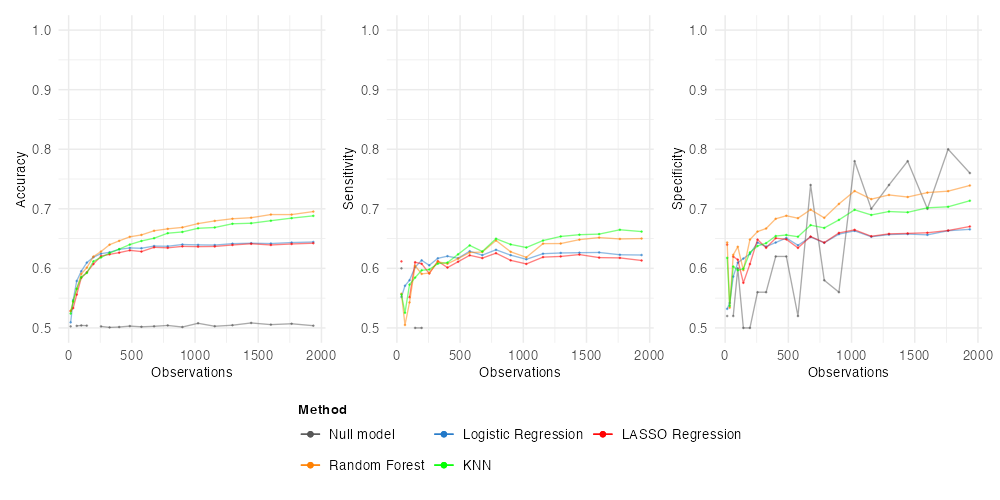 1.0
0.9
0.8
0.7
0.6
0.5
Accuracy
0 500 1000 1500 2000
Observations
1.0
0.9
0.8
0.7
0.6
0.5
Sensitivity
0 500 1000 1500 2000
Observations
1.0
0.9
0.8
0.7
0.6
0.5
Specificity
0 500 1000 1500 2000
Observations
Method
Null model Logistic Regression LASSO Regression
Random Forest KNN